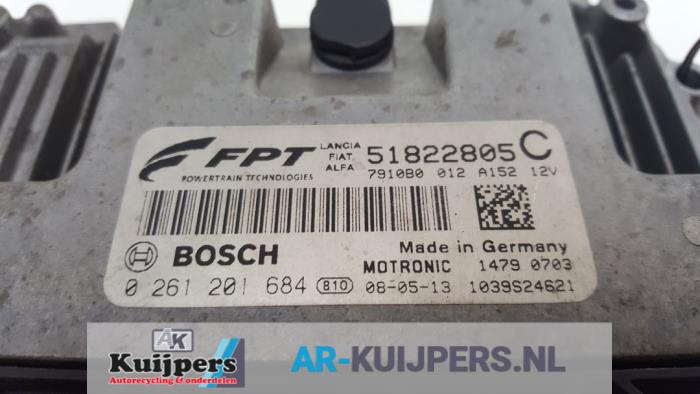 FPT
POWERTRAIN TECHNOLOGIES
LANCIA
FIAT
ALFA
51822805 C
7910B0 012 A152 12V
BOSCH
Made in Germany
MOTRONIC 1479 0703
0 261 201 684 810 08-05-13 1039S24621
AK
Kuijpers
Autorecycling & onderdelen
AR-KUIJPERS.NL